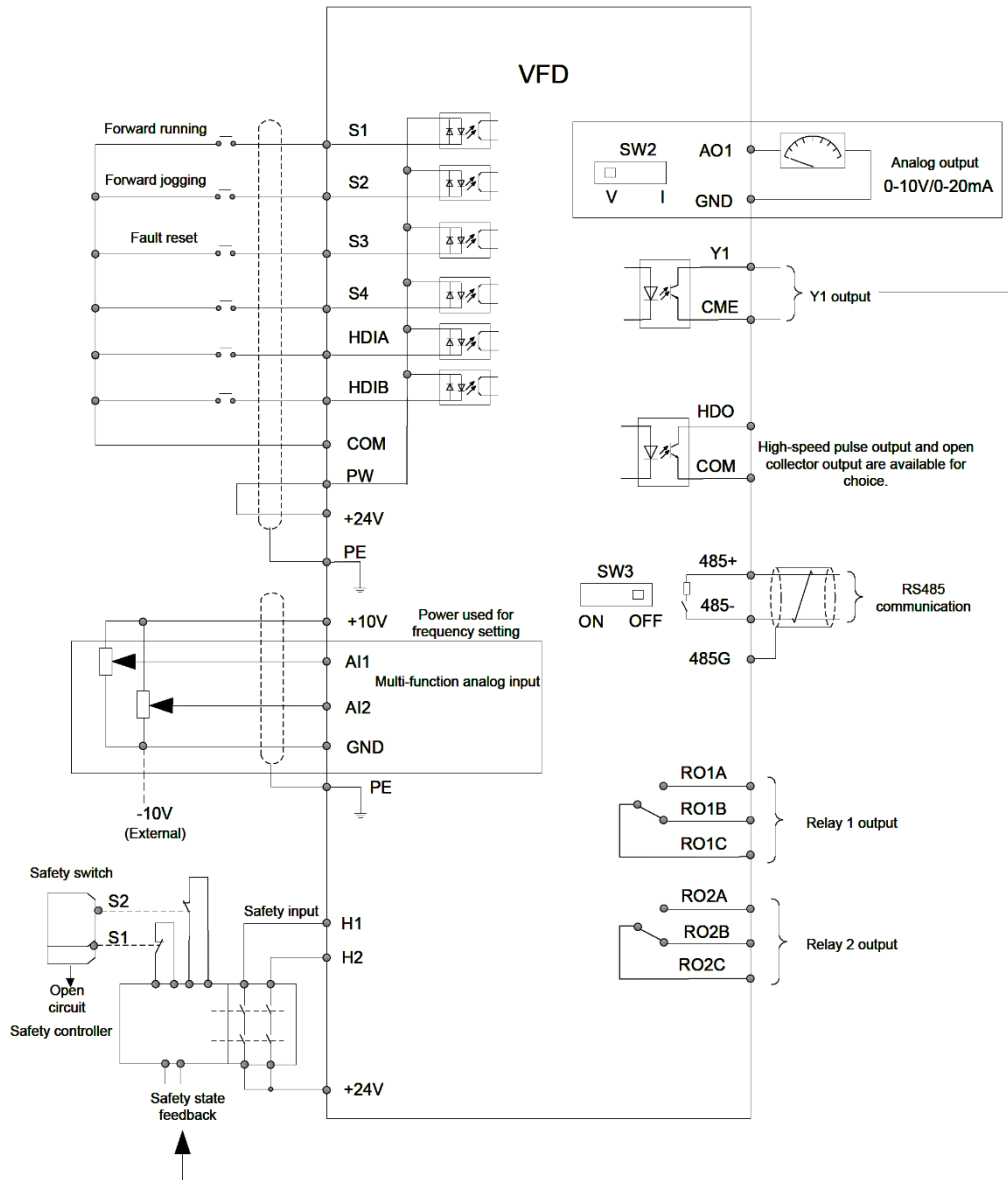 VFD
Forward running
S1
Forward jogging
S2
Fault reset
S3
S4
HDIA
HDIB
COM
PW
+24V
PE
+10V
Power used for
frequency setting
AI1
Multi-function analog input
AI2
GND
PE
-10V
(External)
Safety switch
S2
S1
Open
circuit
Safety controller
Safety input
H1
H2
+24V
Safety state
feedback
SW2
V I
AO1
GND
Analog output
0-10V/0-20mA
Y1
CME
Y1 output
HDO
COM
High-speed pulse output and open
collector output are available for
choice.
SW3
ON OFF
485+
485-
485G
RS485
communication
RO1A
RO1B
RO1C
Relay 1 output
RO2A
RO2B
RO2C
Relay 2 output